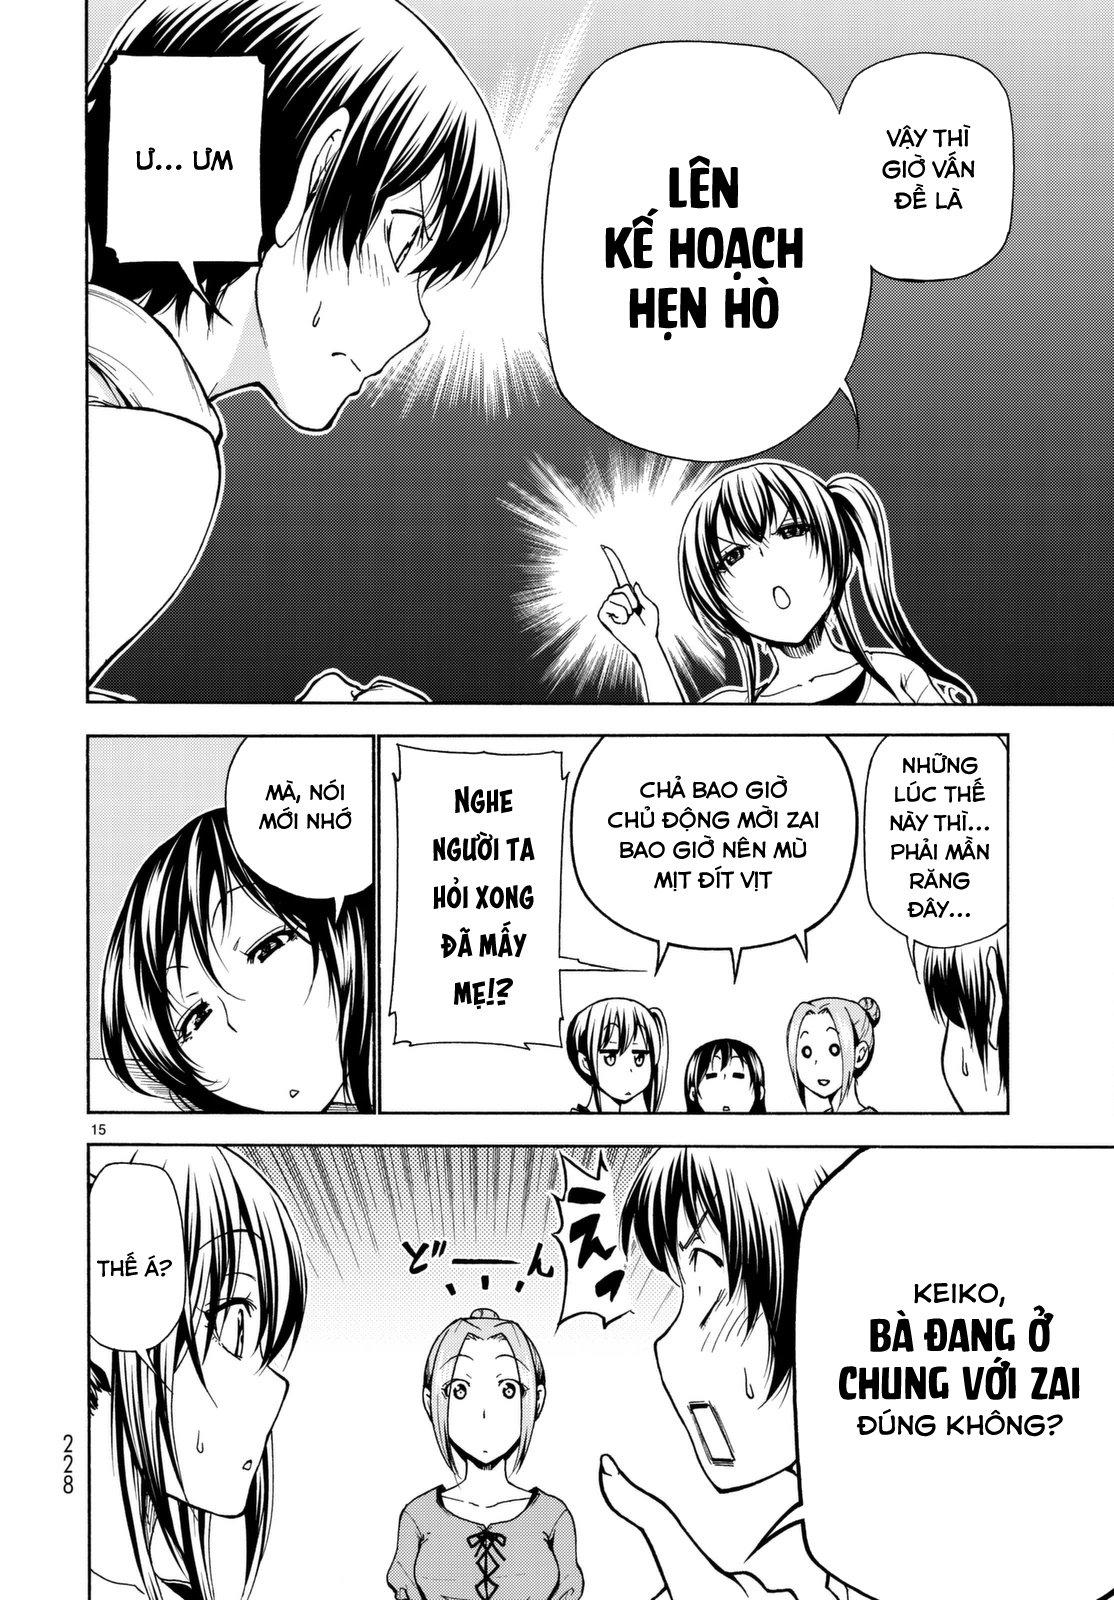 VẬY THÌ
GIỜ VẤN
ĐỀ LÀ
LÊN
KẾ HOẠCH
HẸN HÒ
Ư... ƯM
NHỮNG
LÚC THẾ
NÀY THÌ...
PHẢI MẦN
RĂNG
ĐÂY...
CHẢ BAO GIỜ
CHỦ ĐỘNG MỜI ZAI
BAO GIỜ NÊN MÙ
MỊT ĐÍT VỊT
NGHE
NGƯỜI TA
HỎI XONG
ĐÃ MẤY
MẸ!?
MÀ, NÓI
MỚI NHỚ
15
KEIKO,
BÀ ĐANG Ở
CHUNG VỚI ZAI
ĐÚNG KHÔNG?
えっ
どーん
THẾ Á?
228